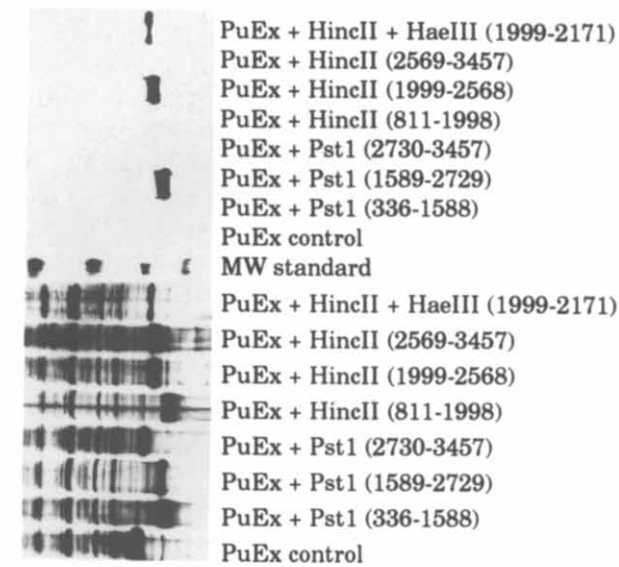 PuEx + HincII + HaeIII (1999-2171)
PuEx + HincII (2569-3457)
PuEx + HincII (1999-2568)
PuEx + HincII (811-1998)
PuEx + Pst1 (2730-3457)
PuEx + Pst1 (1589-2729)
PuEx + Pst1 (336-1588)
PuEx control
MW standard
PuEx + HincII + HaeIII (1999-2171)
PuEx + HincII (2569-3457)
PuEx + HincII (1999-2568)
PuEx + HincII (811-1998)
PuEx + Pst1 (2730-3457)
PuEx + Pst1 (1589-2729)
PuEx + Pst1 (336-1588)
PuEx control